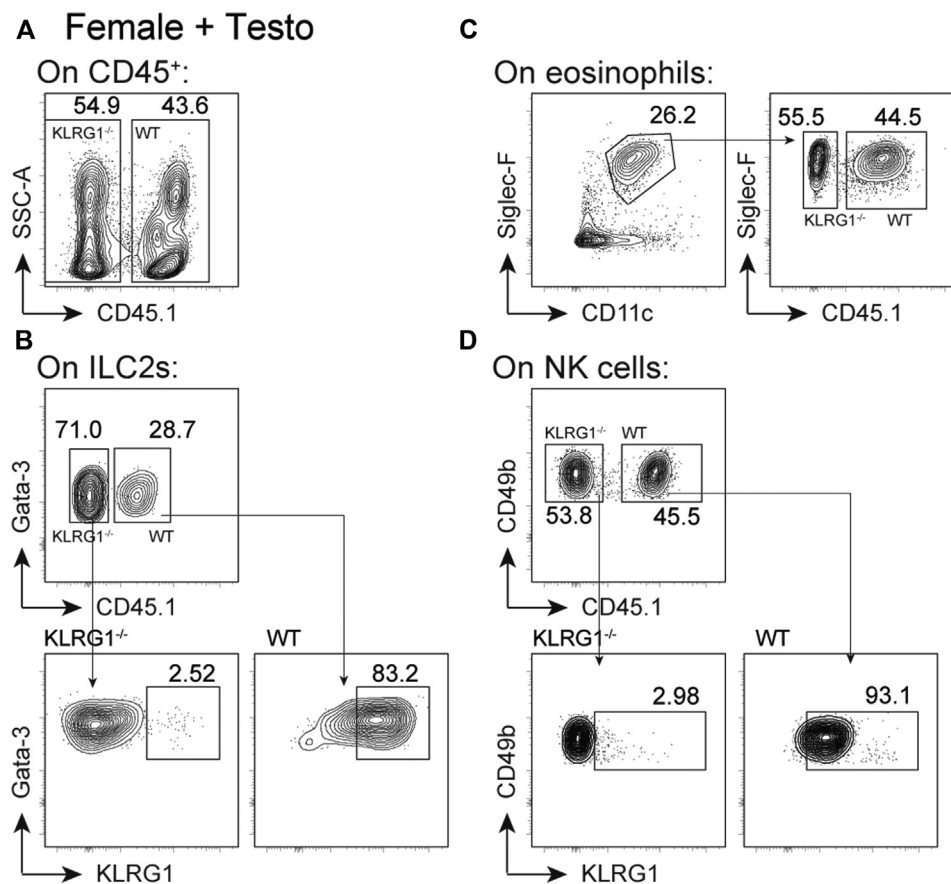 A Female + Testo
On CD45⁺:
54.9 43.6
KLRG1⁻/⁻ WT
SSC-A
CD45.1
C
On eosinophils:
26.2
Siglec-F
CD11c
55.5 44.5
Siglec-F
KLRG1⁻/⁻ WT
CD45.1
B
On ILC2s:
71.0 28.7
Gata-3
KLRG1⁻/⁻ WT
CD45.1
KLRG1⁻/⁻ WT
2.52 83.2
Gata-3
KLRG1
D
On NK cells:
KLRG1⁻/⁻ WT
CD49b
53.8 45.5
CD45.1
KLRG1⁻/⁻ WT
2.98 93.1
CD49b
KLRG1